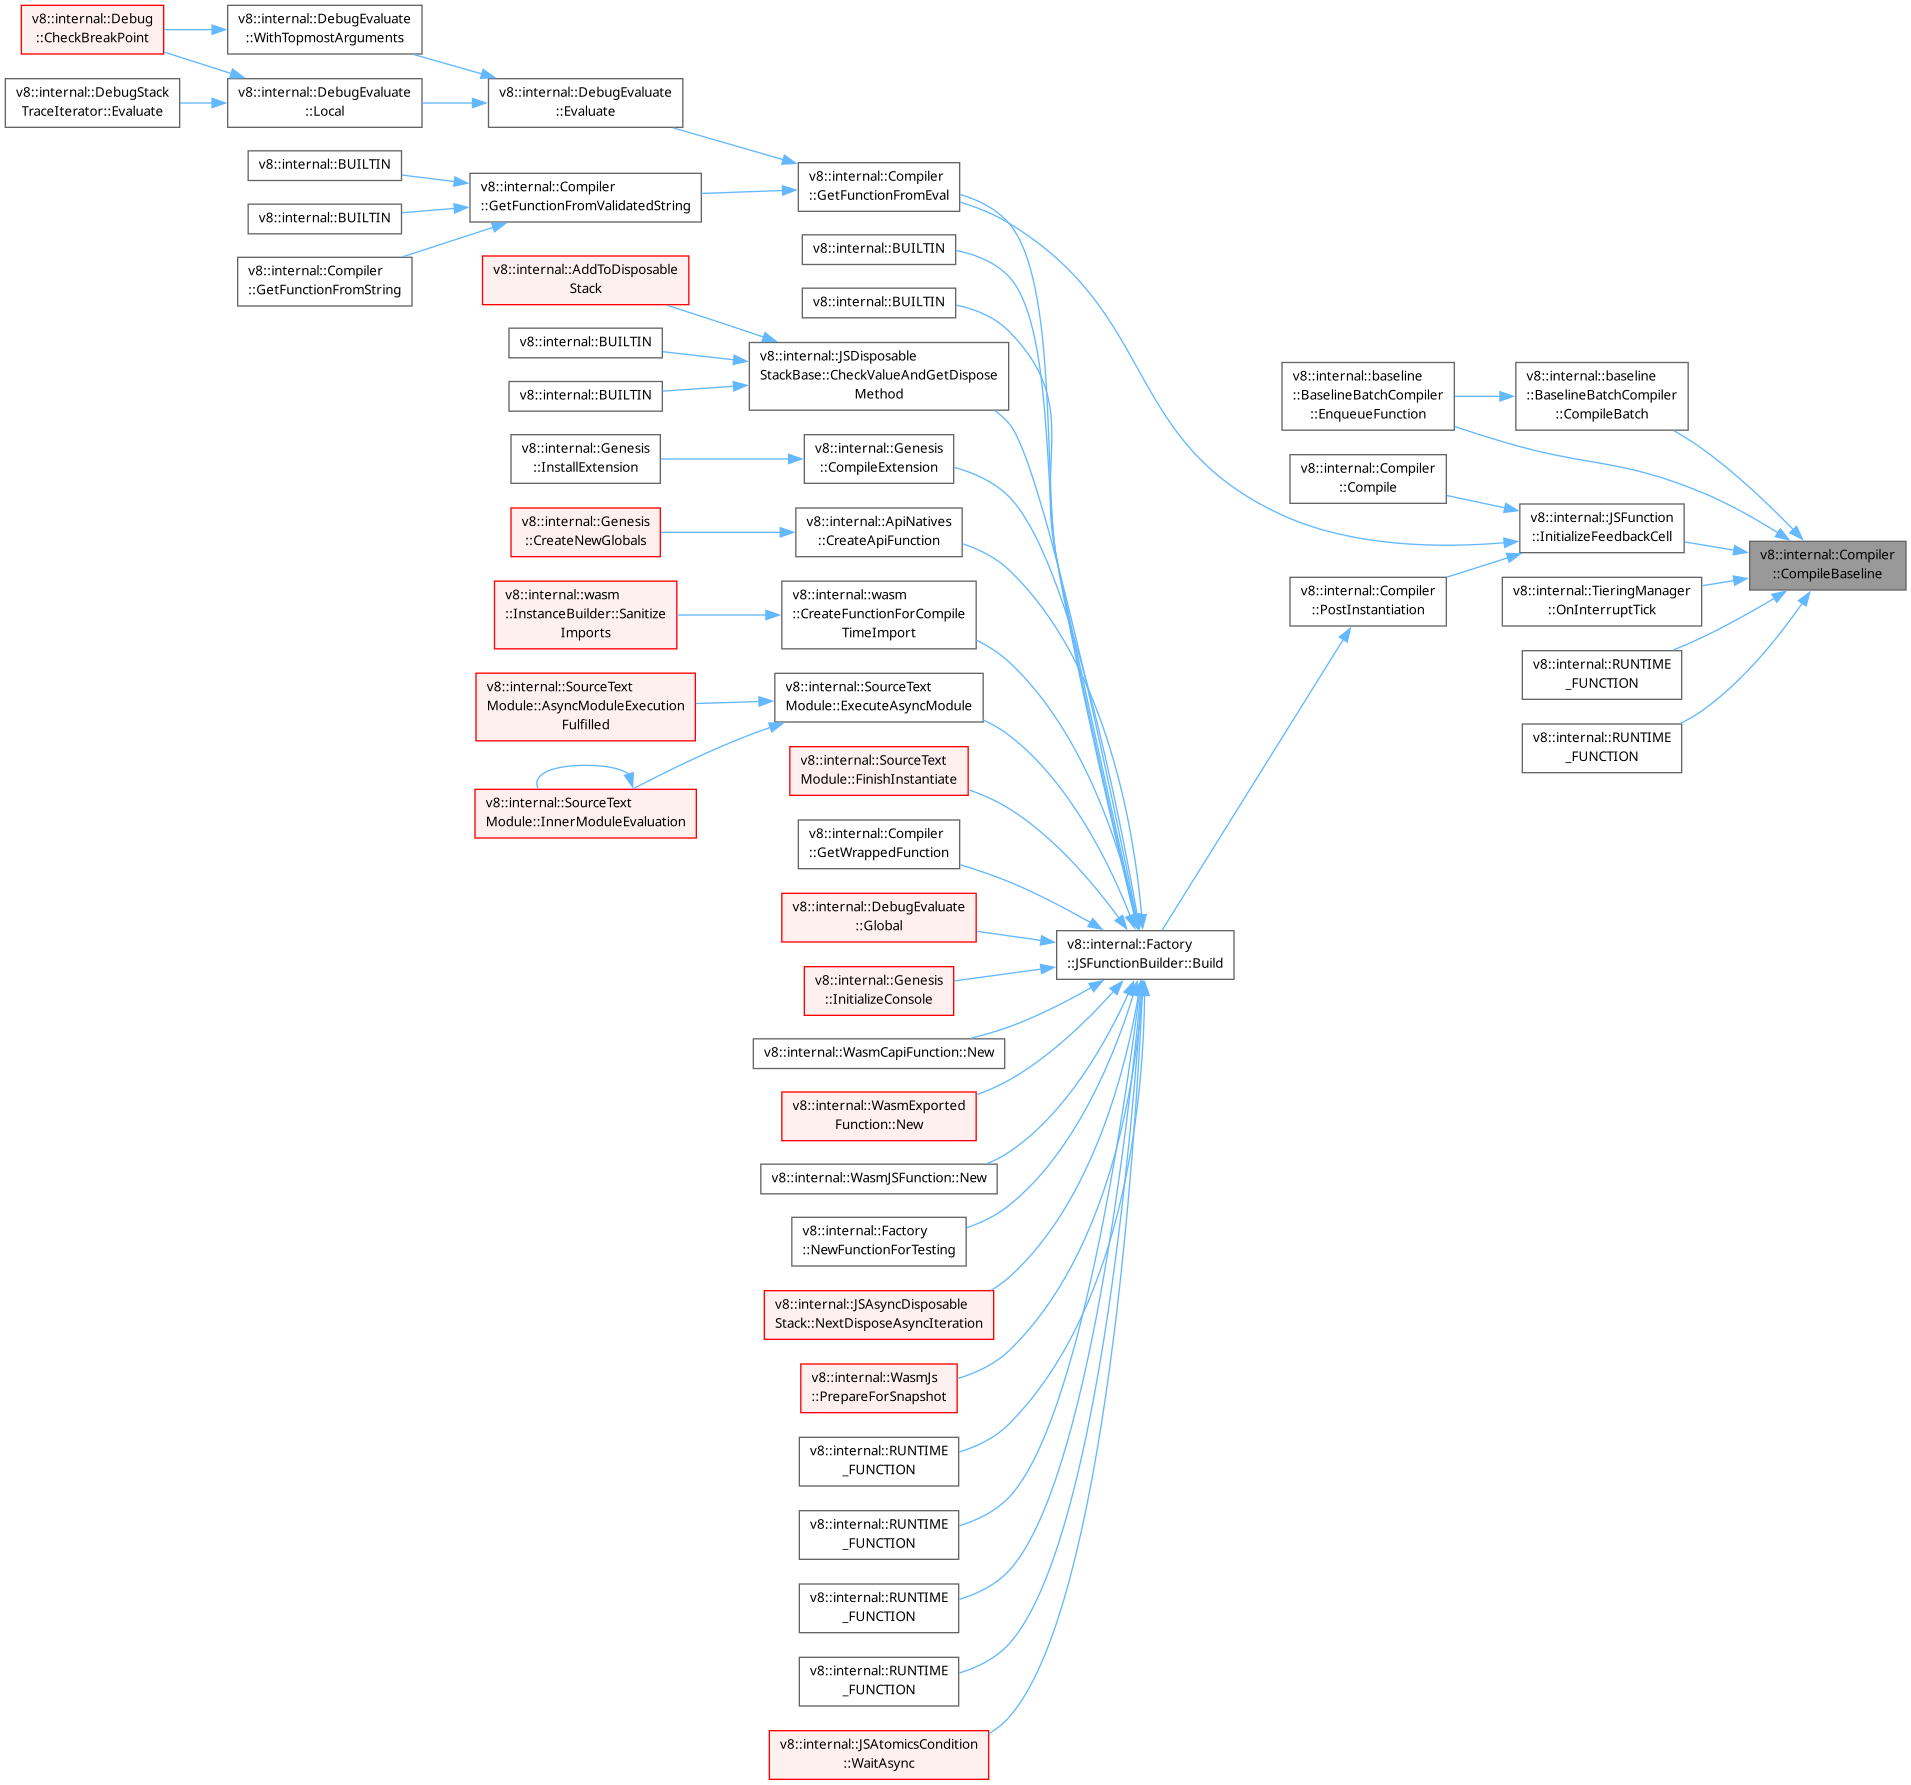 v8::internal::Debug
::CheckBreakPoint
v8::internal::DebugEvaluate
::WithTopmostArguments
v8::internal::DebugStack
TraceIterator::Evaluate
v8::internal::DebugEvaluate
::Local
v8::internal::DebugEvaluate
::Evaluate
v8::internal::BUILTIN
v8::internal::BUILTIN
v8::internal::Compiler
::GetFunctionFromString
v8::internal::Compiler
::GetFunctionFromValidatedString
v8::internal::Compiler
::GetFunctionFromEval
v8::internal::BUILTIN
v8::internal::BUILTIN
v8::internal::AddToDisposable
Stack
v8::internal::BUILTIN
v8::internal::BUILTIN
v8::internal::JSDisposable
StackBase::CheckValueAndGetDispose
Method
v8::internal::Genesis
::InstallExtension
v8::internal::Genesis
::CompileExtension
v8::internal::Genesis
::CreateNewGlobals
v8::internal::ApiNatives
::CreateApiFunction
v8::internal::wasm
::InstanceBuilder::Sanitize
Imports
v8::internal::wasm
::CreateFunctionForCompile
TimeImport
v8::internal::SourceText
Module::AsyncModuleExecution
Fulfilled
v8::internal::SourceText
Module::ExecuteAsyncModule
v8::internal::SourceText
Module::InnerModuleEvaluation
v8::internal::SourceText
Module::FinishInstantiate
v8::internal::Compiler
::GetWrappedFunction
v8::internal::DebugEvaluate
::Global
v8::internal::Genesis
::InitializeConsole
v8::internal::WasmCapiFunction::New
v8::internal::WasmExported
Function::New
v8::internal::WasmJSFunction::New
v8::internal::Factory
::NewFunctionForTesting
v8::internal::JSAsyncDisposable
Stack::NextDisposeAsyncIteration
v8::internal::WasmJs
::PrepareForSnapshot
v8::internal::RUNTIME
_FUNCTION
v8::internal::RUNTIME
_FUNCTION
v8::internal::RUNTIME
_FUNCTION
v8::internal::RUNTIME
_FUNCTION
v8::internal::JSAtomicsCondition
::WaitAsync
v8::internal::Factory
::JSFunctionBuilder::Build
v8::internal::baseline
::BaselineBatchCompiler
::EnqueueFunction
v8::internal::baseline
::BaselineBatchCompiler
::CompileBatch
v8::internal::Compiler
::Compile
v8::internal::JSFunction
::InitializeFeedbackCell
v8::internal::Compiler
::PostInstantiation
v8::internal::TieringManager
::OnInterruptTick
v8::internal::RUNTIME
_FUNCTION
v8::internal::RUNTIME
_FUNCTION
v8::internal::Compiler
::CompileBaseline